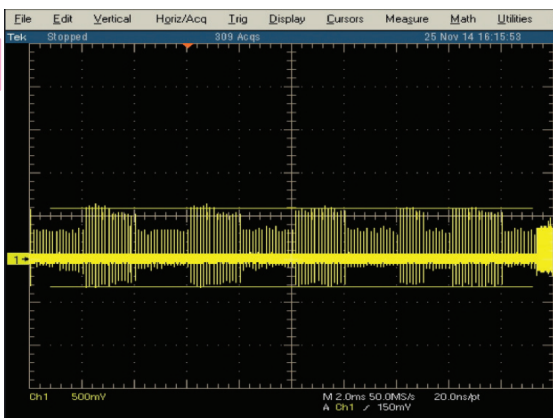 File Edit Vertical Horiz/Acq Trig Display Cursors Measure Math Utilities
Tek Stopped 309 Acqs 25 Nov 14 16:15:53
1
Ch1 500mV M 2.0ms 50.0MS/s 20.0ns/pt
A Ch1 / 150mV